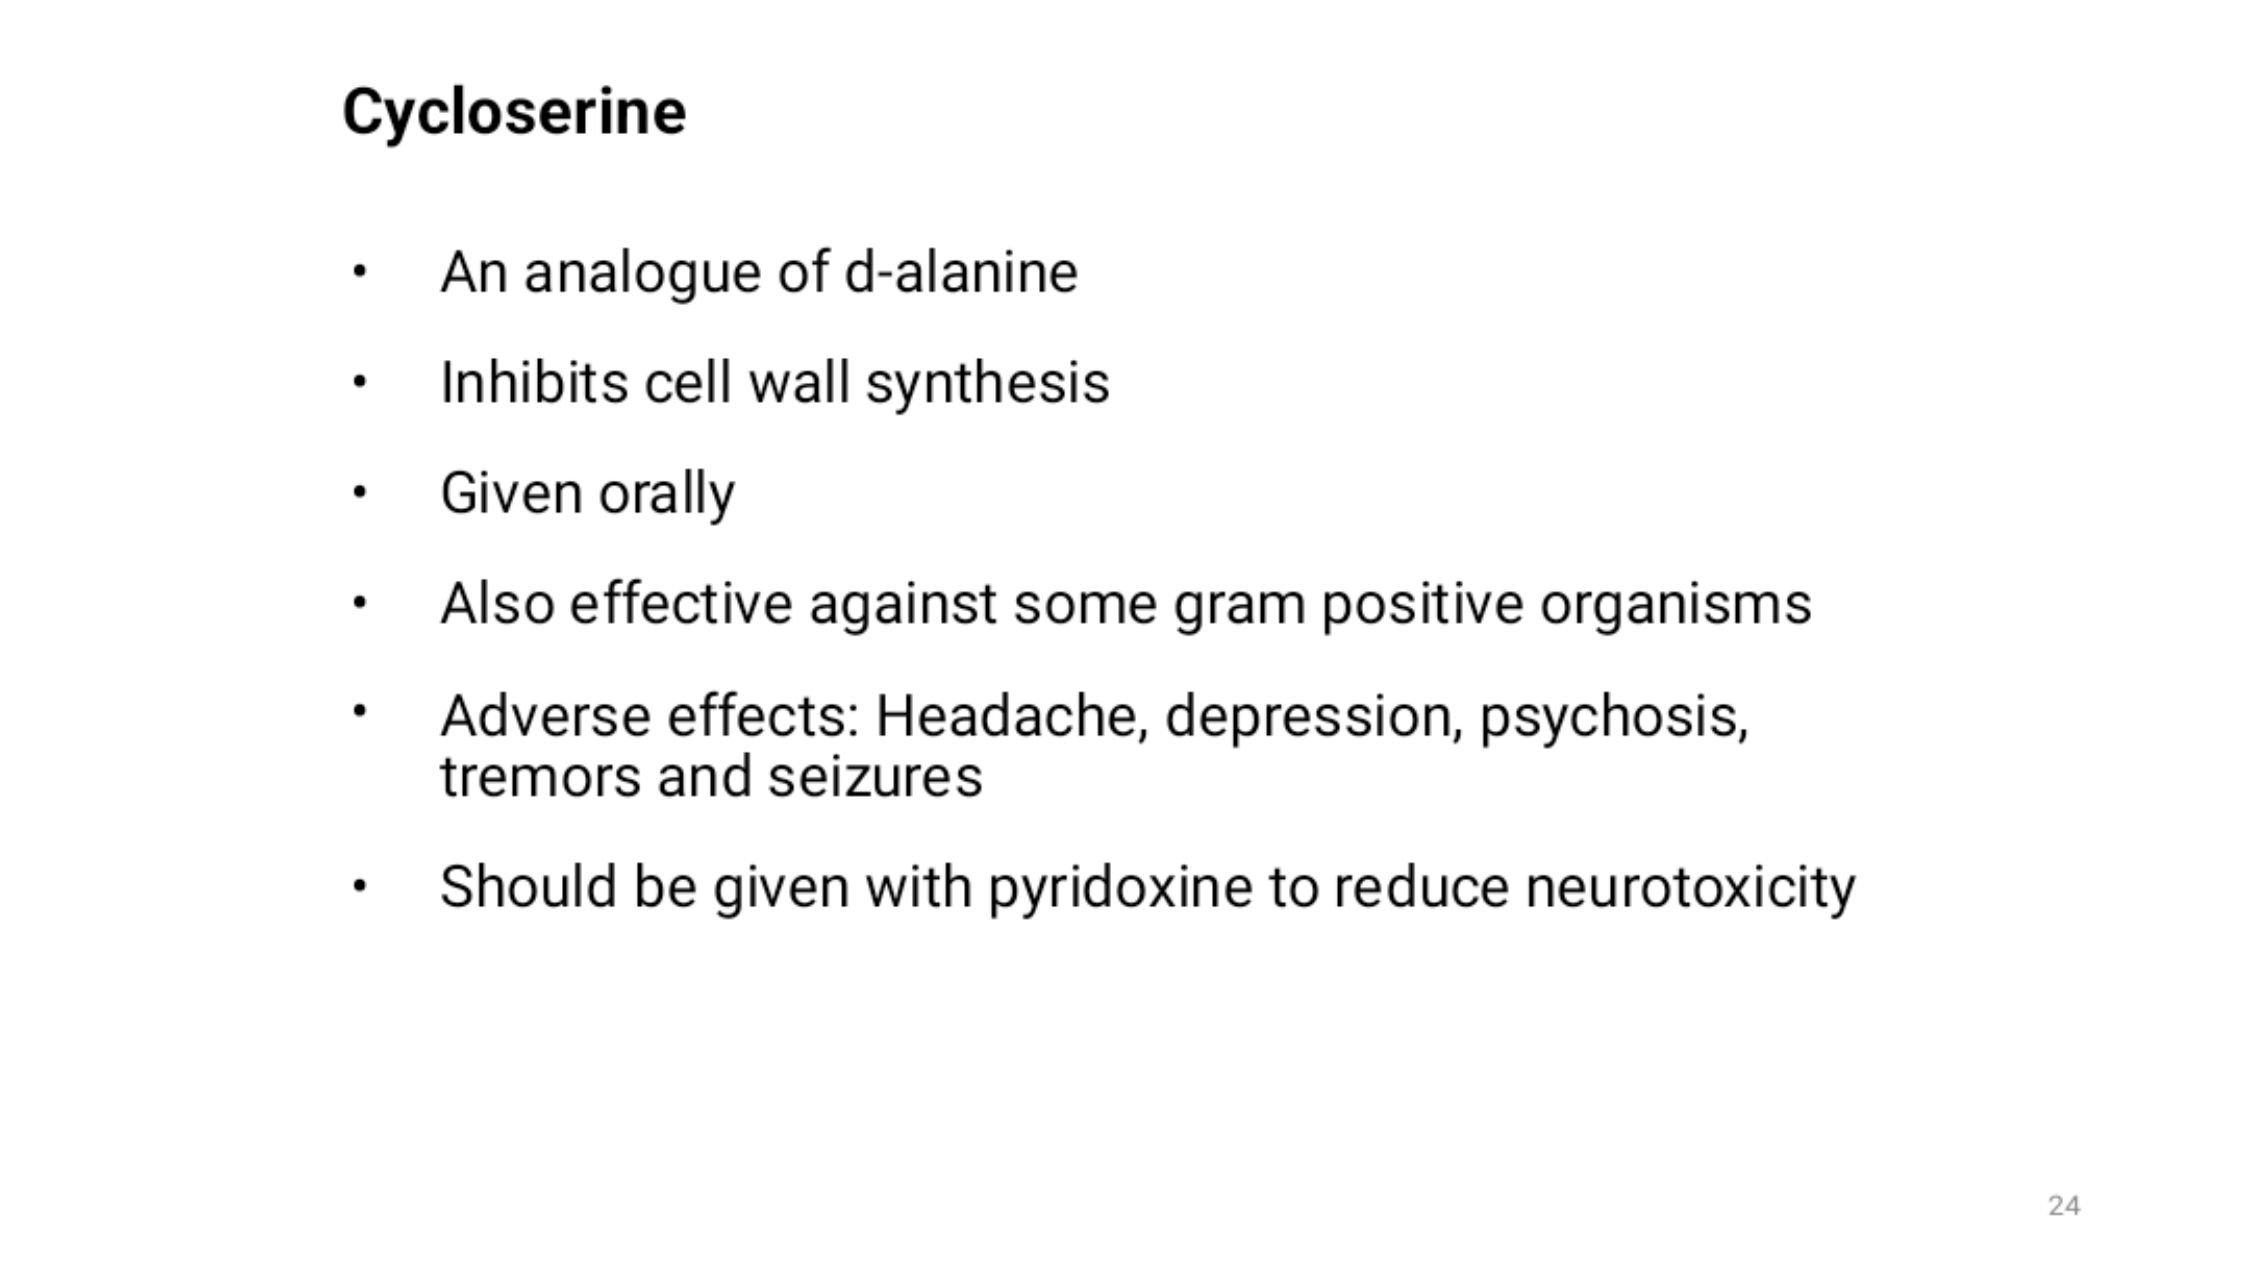 Cycloserine
• An analogue of d-alanine
• Inhibits cell wall synthesis
• Given orally
• Also effective against some gram positive organisms
• Adverse effects: Headache, depression, psychosis,
tremors and seizures
• Should be given with pyridoxine to reduce neurotoxicity
24